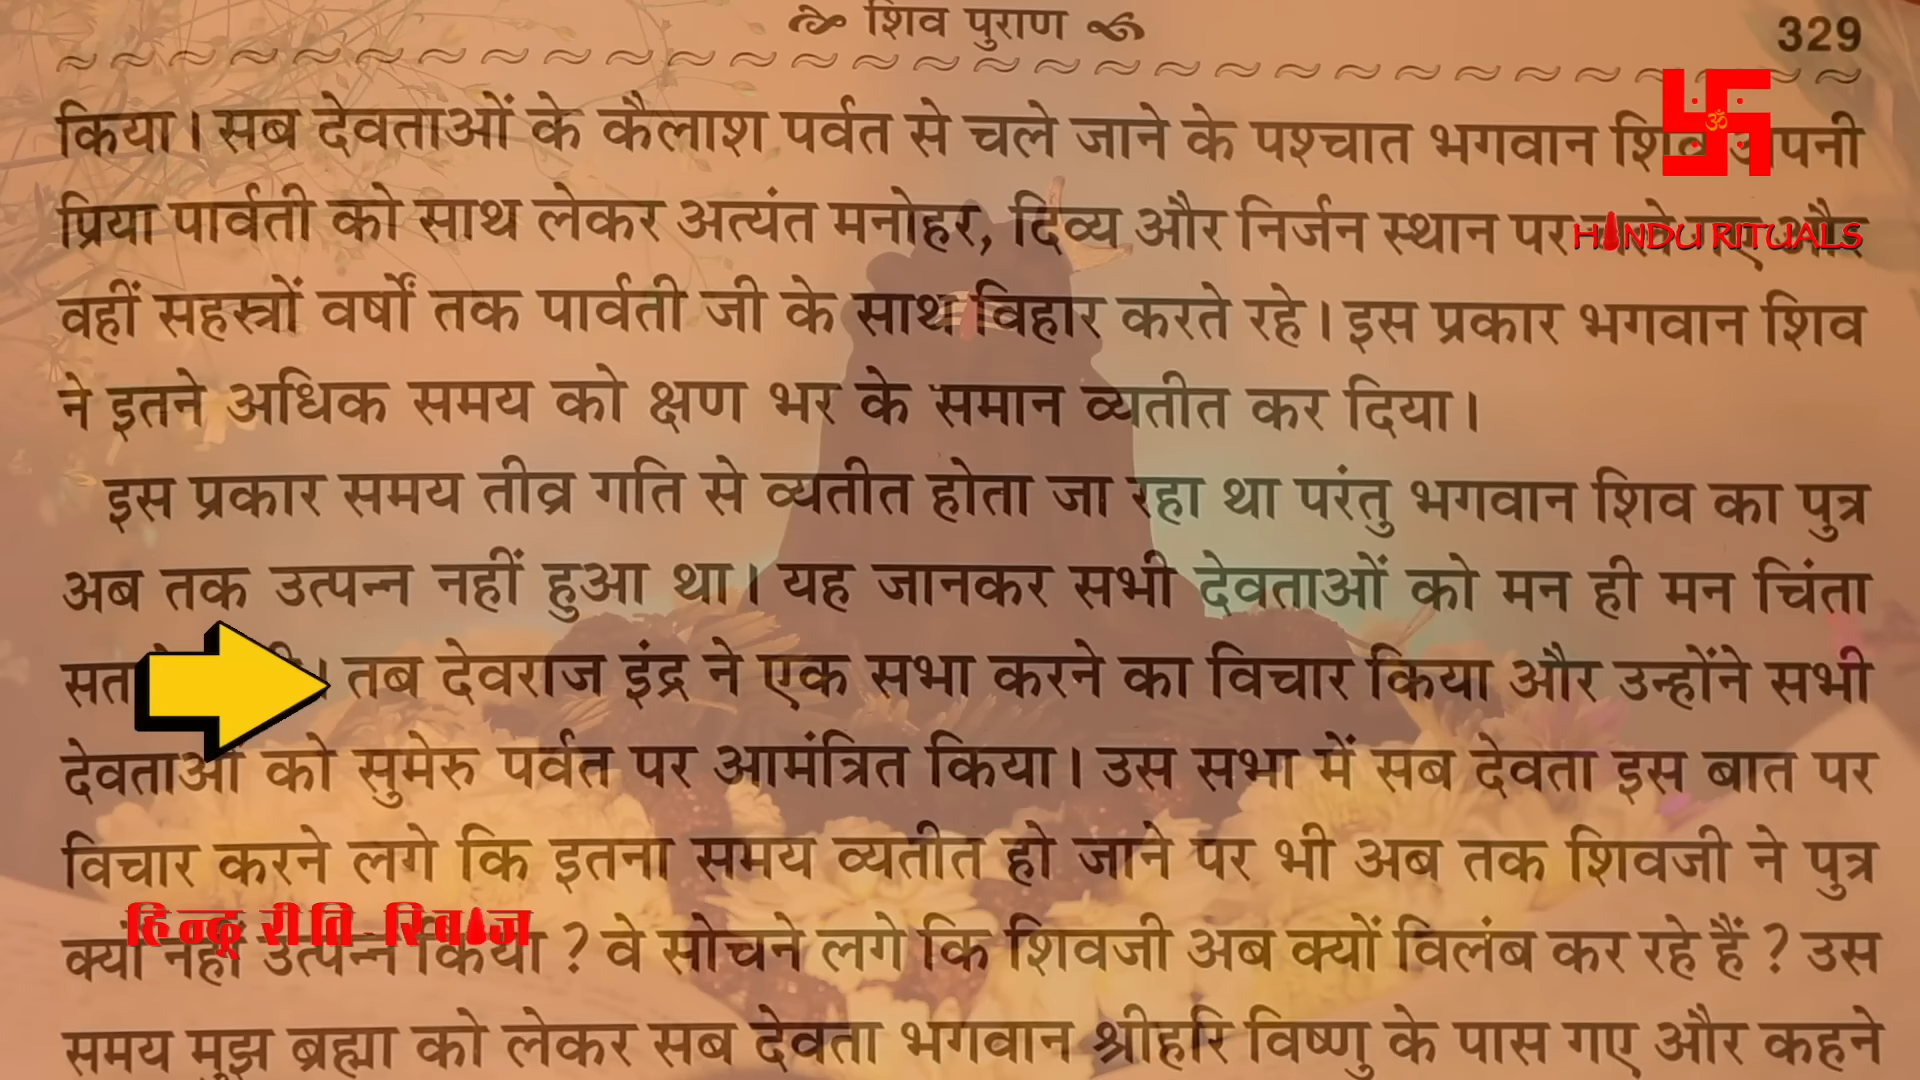 शिव पुराण
329
किया। सब देवताओं के कैलाश पर्वत से चले जाने के पश्चात भगवान शिव अपनी
प्रिया पार्वती को साथ लेकर अत्यंत मनोहर, दिव्य और निर्जन स्थान पर और
HINDU RITUALS
वहीं सहस्त्रों वर्षों तक पार्वती जी के साथ विहार करते रहे। इस प्रकार भगवान शिव
ने इतने अधिक समय को क्षण भर के समान व्यतीत कर दिया।
इस प्रकार समय तीव्र गति से व्यतीत होता जा रहा था परंतु भगवान शिव का पुत्र
अब तक उत्पन्न नहीं हुआ था। यह जानकर सभी देवताओं को मन ही मन चिंता
तब देवराज इंद्र ने एक सभा करने का विचार किया और उन्होंने सभी
देवताओं को सुमेरु पर्वत पर आमंत्रित किया। उस सभा में सब देवता इस बात पर
विचार करने लगे कि इतना समय व्यतीत हो जाने पर भी अब तक शिवजी ने पुत्र
हिन्दू रीति-रिवाज
क्यों नहीं उत्पन्न किया ? वे सोचने लगे कि शिवजी अब क्यों विलंब कर रहे हैं ? उस
समय मुझ ब्रह्मा को लेकर सब देवता भगवान श्रीहरि विष्णु के पास गए और कहने